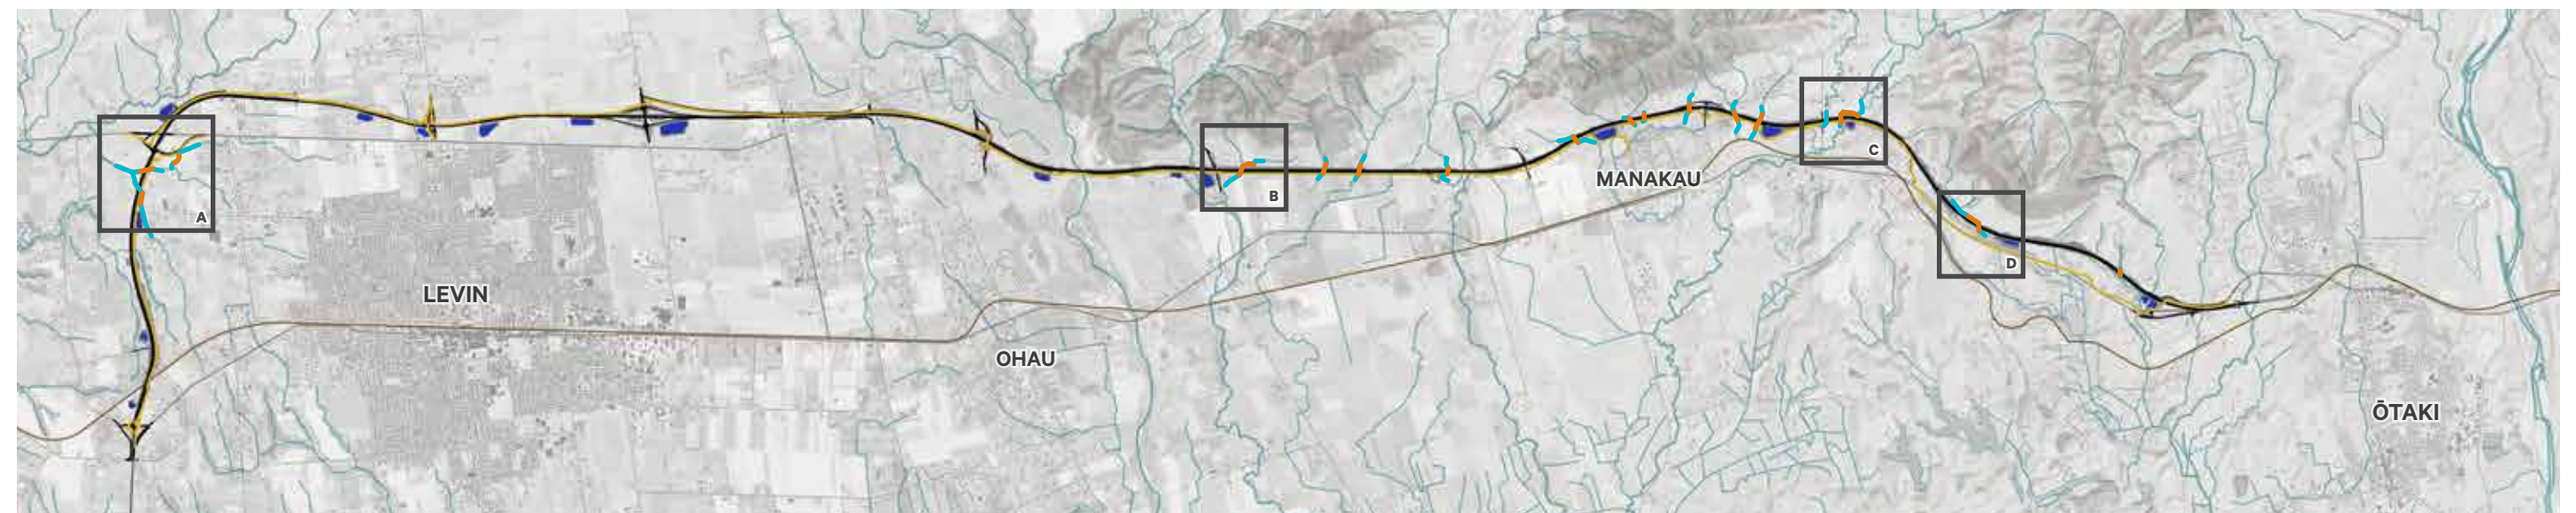 A
B
C
D
MANAKAU
LEVIN
OHAU
ŌTAKI